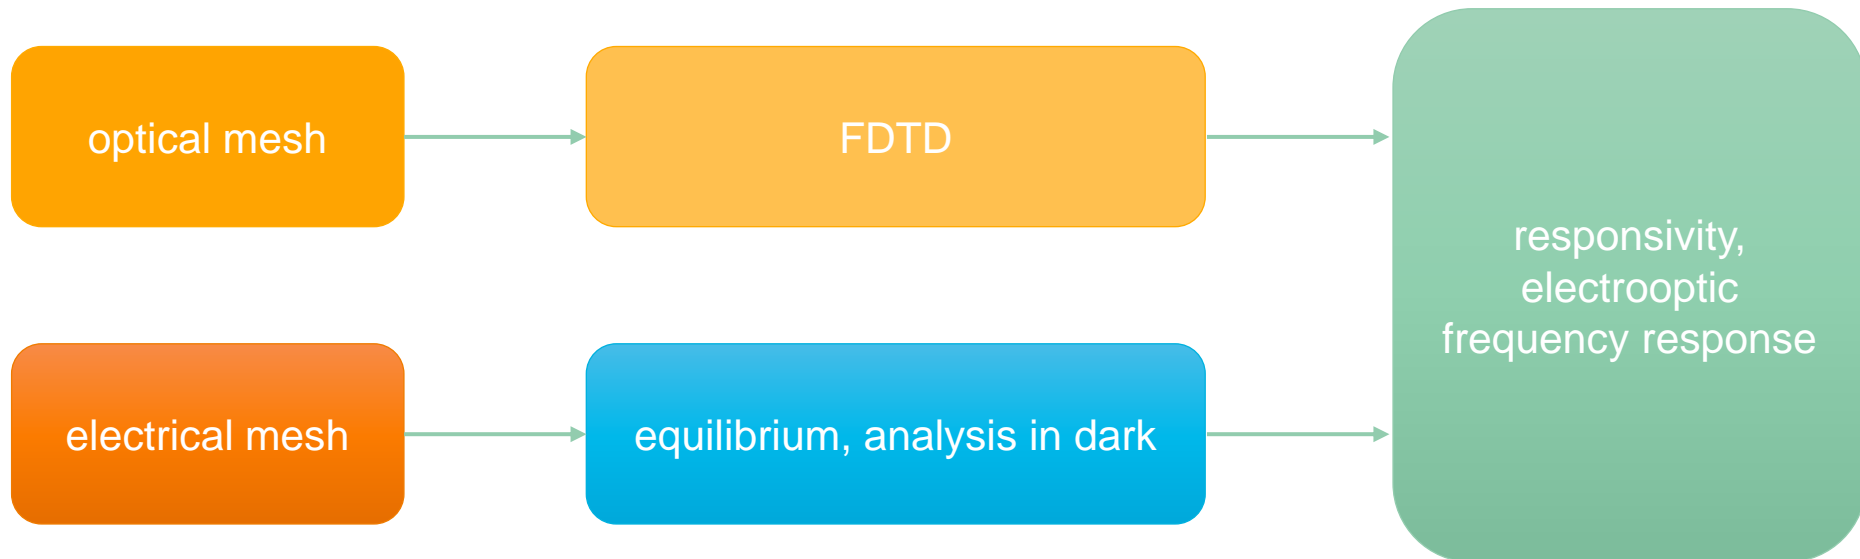 optical mesh
FDTD
responsivity,
electrooptic
frequency response
electrical mesh
equilibrium, analysis in dark